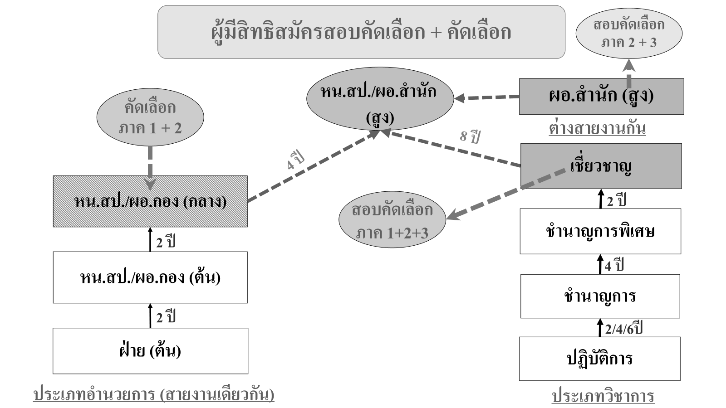 ผู้มีสิทธิสมัครสอบคัดเลือก + คัดเลือก
สอบคัดเลือก
ภาค 2 + 3
หน.สป./ผอ.สำนัก
(สูง)
ผอ.สำนัก (สูง)
ต่างสายงานกัน
คัดเลือก
ภาค 1 + 2
4 ปี
8 ปี
เชี่ยวชาญ
หน.สป./ผอ.กอง (กลาง)
สอบคัดเลือก
ภาค 1+2+3
2 ปี
ชำนาญการพิเศษ
2 ปี
หน.สป./ผอ.กอง (ต้น)
4 ปี
ชำนาญการ
2 ปี
ฝ่าย (ต้น)
2/4/6ปี
ปฏิบัติการ
ประเภทอำนวยการ (สายงานเดียวกัน)
ประเภทวิชาการ